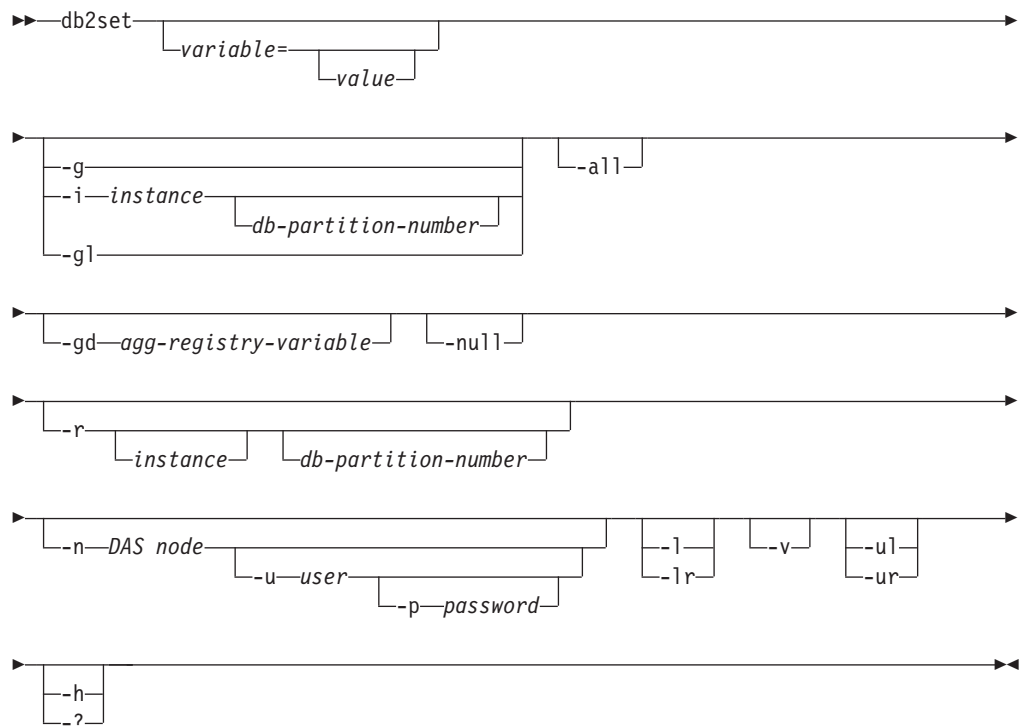 db2set
variable=
value
-g
-all
-i instance
db-partition-number
-gl
-gd agg-registry-variable
-null
-r
instance
db-partition-number
-n DAS node
-l
-v
-ul
-u user
-lr
-ur
-p password
-h
-?